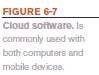 FIGURE 6-7
Cloud software. Is
commonly used with
both computers and
mobile devices.